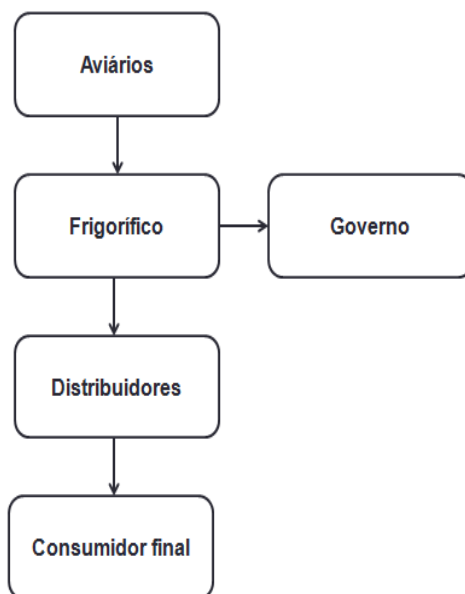 Aviários
Frigorífico
Governo
Distribuidores
Consumidor final